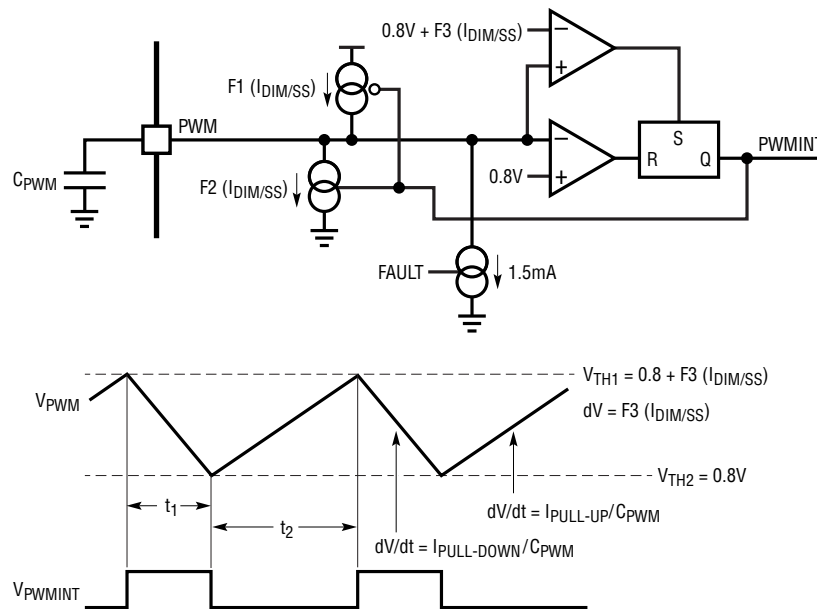 0.8V + F3 (IDIM/SS)
−
+
F1 (IDIM/SS)
PWM
CPWM
F2 (IDIM/SS)
−
+
0.8V
S
R
Q
PWMINT
FAULT
1.5mA
VTH1 = 0.8 + F3 (IDIM/SS)
VPWM
dV = F3 (IDIM/SS)
VTH2 = 0.8V
t1
t2
dV/dt = IPULL-UP/CPWM
dV/dt = IPULL-DOWN/CPWM
VPWMINT